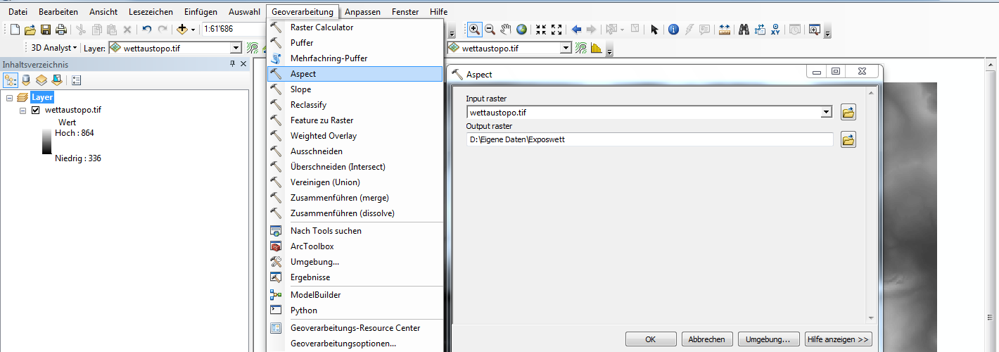 Datei Bearbeiten Ansicht Lesezeichen Einfügen Auswahl Geoverarbeitung Anpassen Fenster Hilfe
1:61'686
3D Analyst Layer: wettaustopo.tif
wettaustopo.tif
Inhaltsverzeichnis
Layer
wettaustopo.tif
Wert
Hoch : 864
Niedrig : 336
Raster Calculator
Puffer
Mehrfachring-Puffer
Aspect
Slope
Reclassify
Feature zu Raster
Weighted Overlay
Ausschneiden
Überschneiden (Intersect)
Vereinigen (Union)
Zusammenführen (merge)
Zusammenführen (dissolve)
Nach Tools suchen
ArcToolbox
Umgebung...
Ergebnisse
ModelBuilder
Python
Geoverarbeitungs-Resource Center
Geoverarbeitungsoptionen...
Aspect
Input raster
wettaustopo.tif
Output raster
D:\Eigene Daten\Exposwett
OK Abbrechen Umgebung... Hilfe anzeigen >>